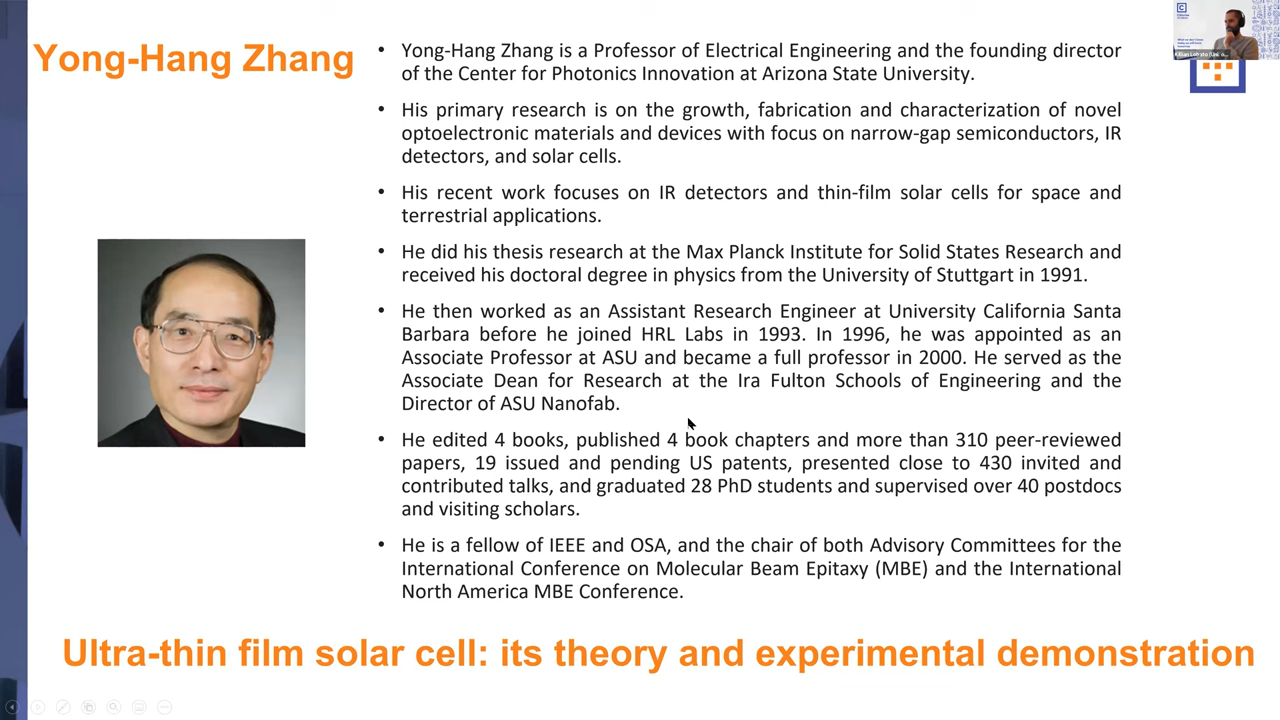 Yong-Hang Zhang
• Yong-Hang Zhang is a Professor of Electrical Engineering and the founding director
of the Center for Photonics Innovation at Arizona State University.
• His primary research is on the growth, fabrication and characterization of novel
optoelectronic materials and devices with focus on narrow-gap semiconductors, IR
detectors, and solar cells.
• His recent work focuses on IR detectors and thin-film solar cells for space and
terrestrial applications.
• He did his thesis research at the Max Planck Institute for Solid States Research and
received his doctoral degree in physics from the University of Stuttgart in 1991.
• He then worked as an Assistant Research Engineer at University California Santa
Barbara before he joined HRL Labs in 1993. In 1996, he was appointed as an
Associate Professor at ASU and became a full professor in 2000. He served as the
Associate Dean for Research at the Ira Fulton Schools of Engineering and the
Director of ASU Nanofab.
• He edited 4 books, published 4 book chapters and more than 310 peer-reviewed
papers, 19 issued and pending US patents, presented close to 430 invited and
contributed talks, and graduated 28 PhD students and supervised over 40 postdocs
and visiting scholars.
• He is a fellow of IEEE and OSA, and the chair of both Advisory Committees for the
International Conference on Molecular Beam Epitaxy (MBE) and the International
North America MBE Conference.
Ultra-thin film solar cell: its theory and experimental demonstration